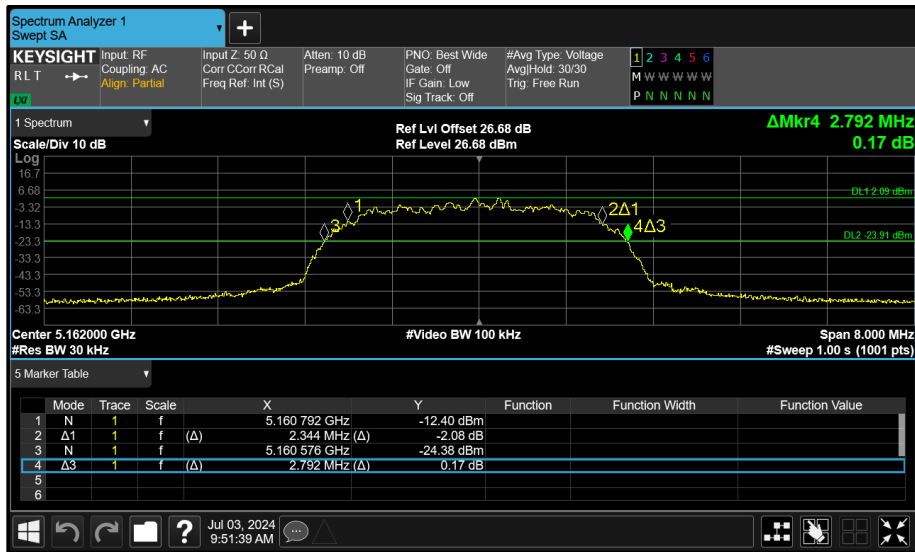 Spectrum Analyzer 1
Swept SA
KEYSIGHT Input: RF Input Z: 50 Ω Atten: 10 dB PNO: Best Wide #Avg Type: Voltage 1 2 3 4 5 6
R L T Coupling: AC Corr CCorr RCal Preamp: Off Gate: Off Avg|Hold: 30/30 M W W W W W
Align: Partial Freq Ref: Int (S) IF Gain: Low Trig: Free Run
LXI Sig Track: Off P N N N N N
1 Spectrum
Ref Lvl Offset 26.68 dB ΔMkr4 2.792 MHz
Scale/Div 10 dB Ref Level 26.68 dBm 0.17 dB
Log
16.7
6.68 DL1 2.09 dBm
-3.32 1 2Δ1
-13.3 3 4Δ3
-23.3 DL2 -23.91 dBm
-33.3
-43.3
-53.3
-63.3
Center 5.162000 GHz #Video BW 100 kHz Span 8.000 MHz
#Res BW 30 kHz #Sweep 1.00 s (1001 pts)
5 Marker Table
Mode Trace Scale X Y Function Function Width Function Value
1 N 1 f 5.160 792 GHz -12.40 dBm
2 Δ1 1 f (Δ) 2.344 MHz (Δ) -2.08 dB
3 N 1 f 5.160 576 GHz -24.38 dBm
4 Δ3 1 f (Δ) 2.792 MHz (Δ) 0.17 dB
5
6
? Jul 03, 2024
9:51:39 AM